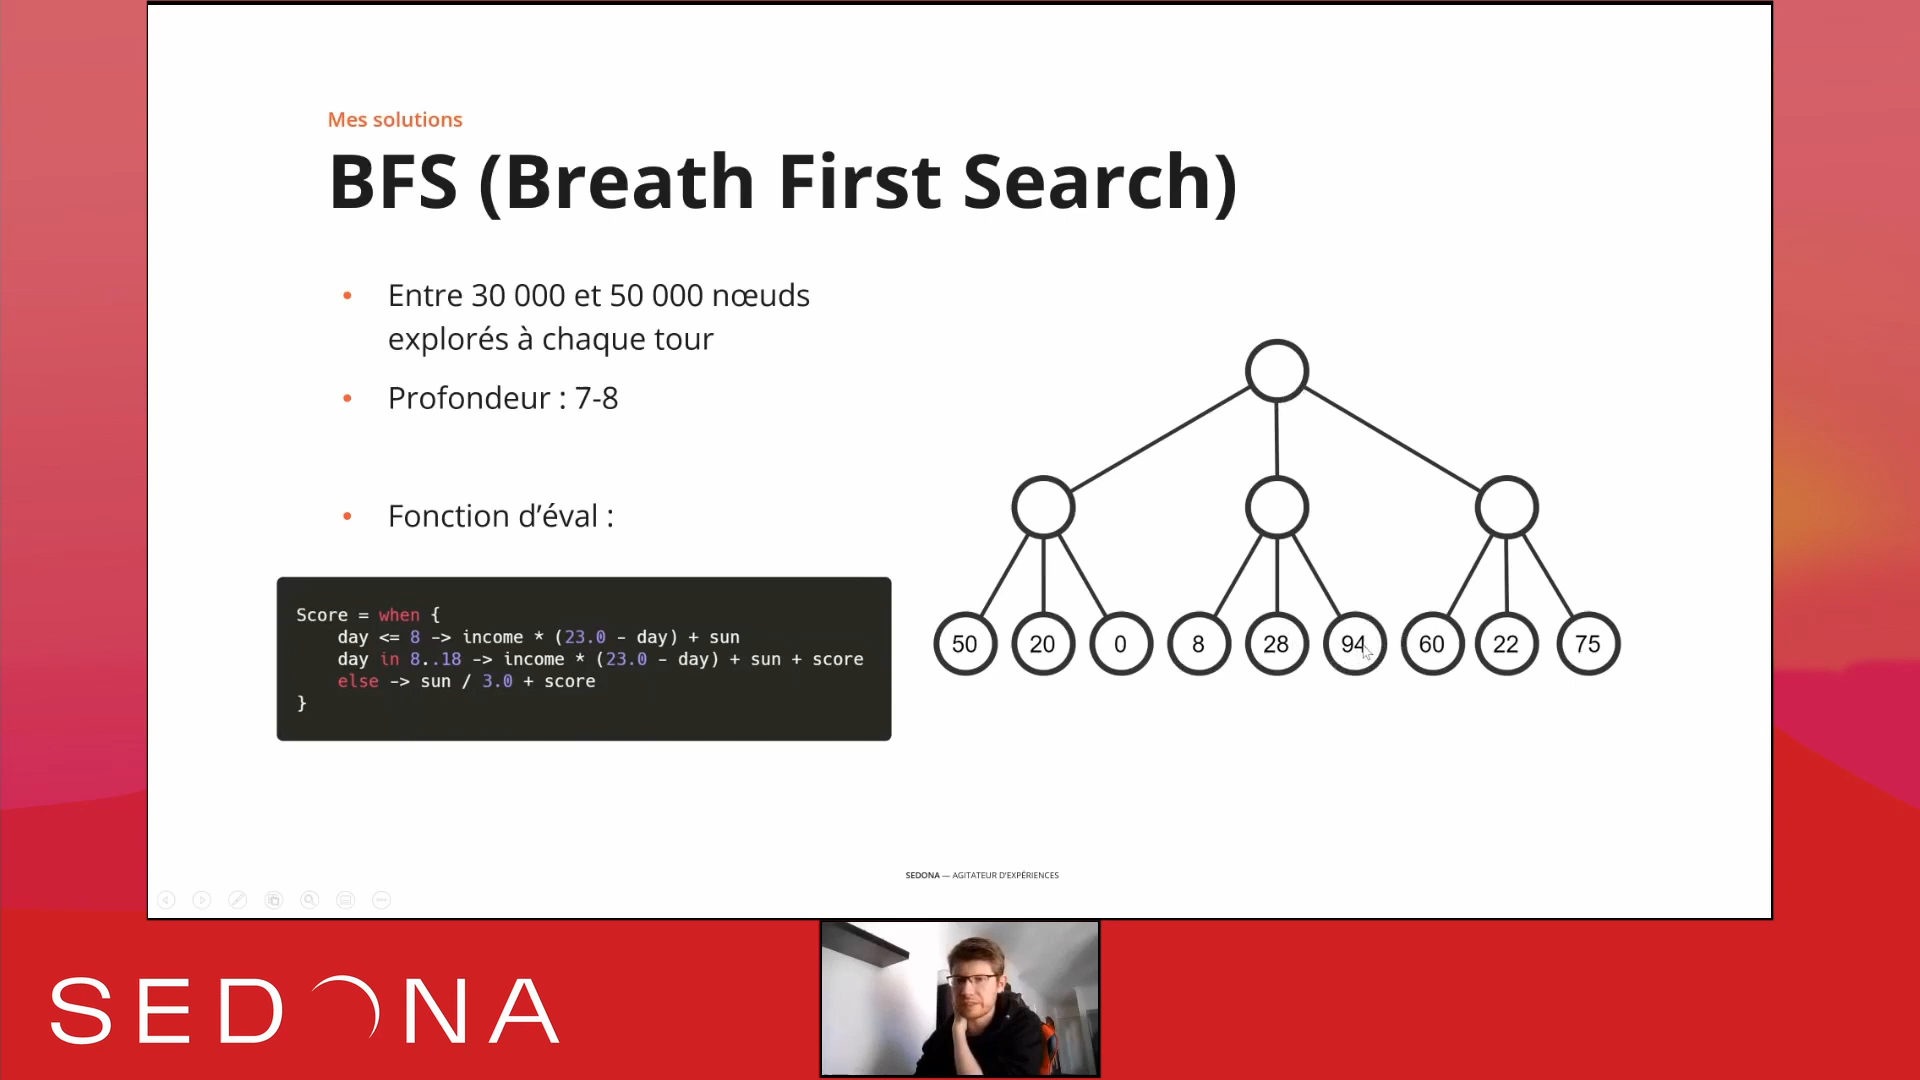 Mes solutions
BFS (Breath First Search)
• Entre 30 000 et 50 000 nœuds
explorés à chaque tour
• Profondeur : 7-8
• Fonction d’éval :
Score = when {
    day <= 8 -> income * (23.0 - day) + sun
    day in 8..18 -> income * (23.0 - day) + sun + score
    else -> sun / 3.0 + score
}
50 20 0 8 28 94 60 22 75
SEDONA — AGITATEUR D'EXPÉRIENCES
SEDONA